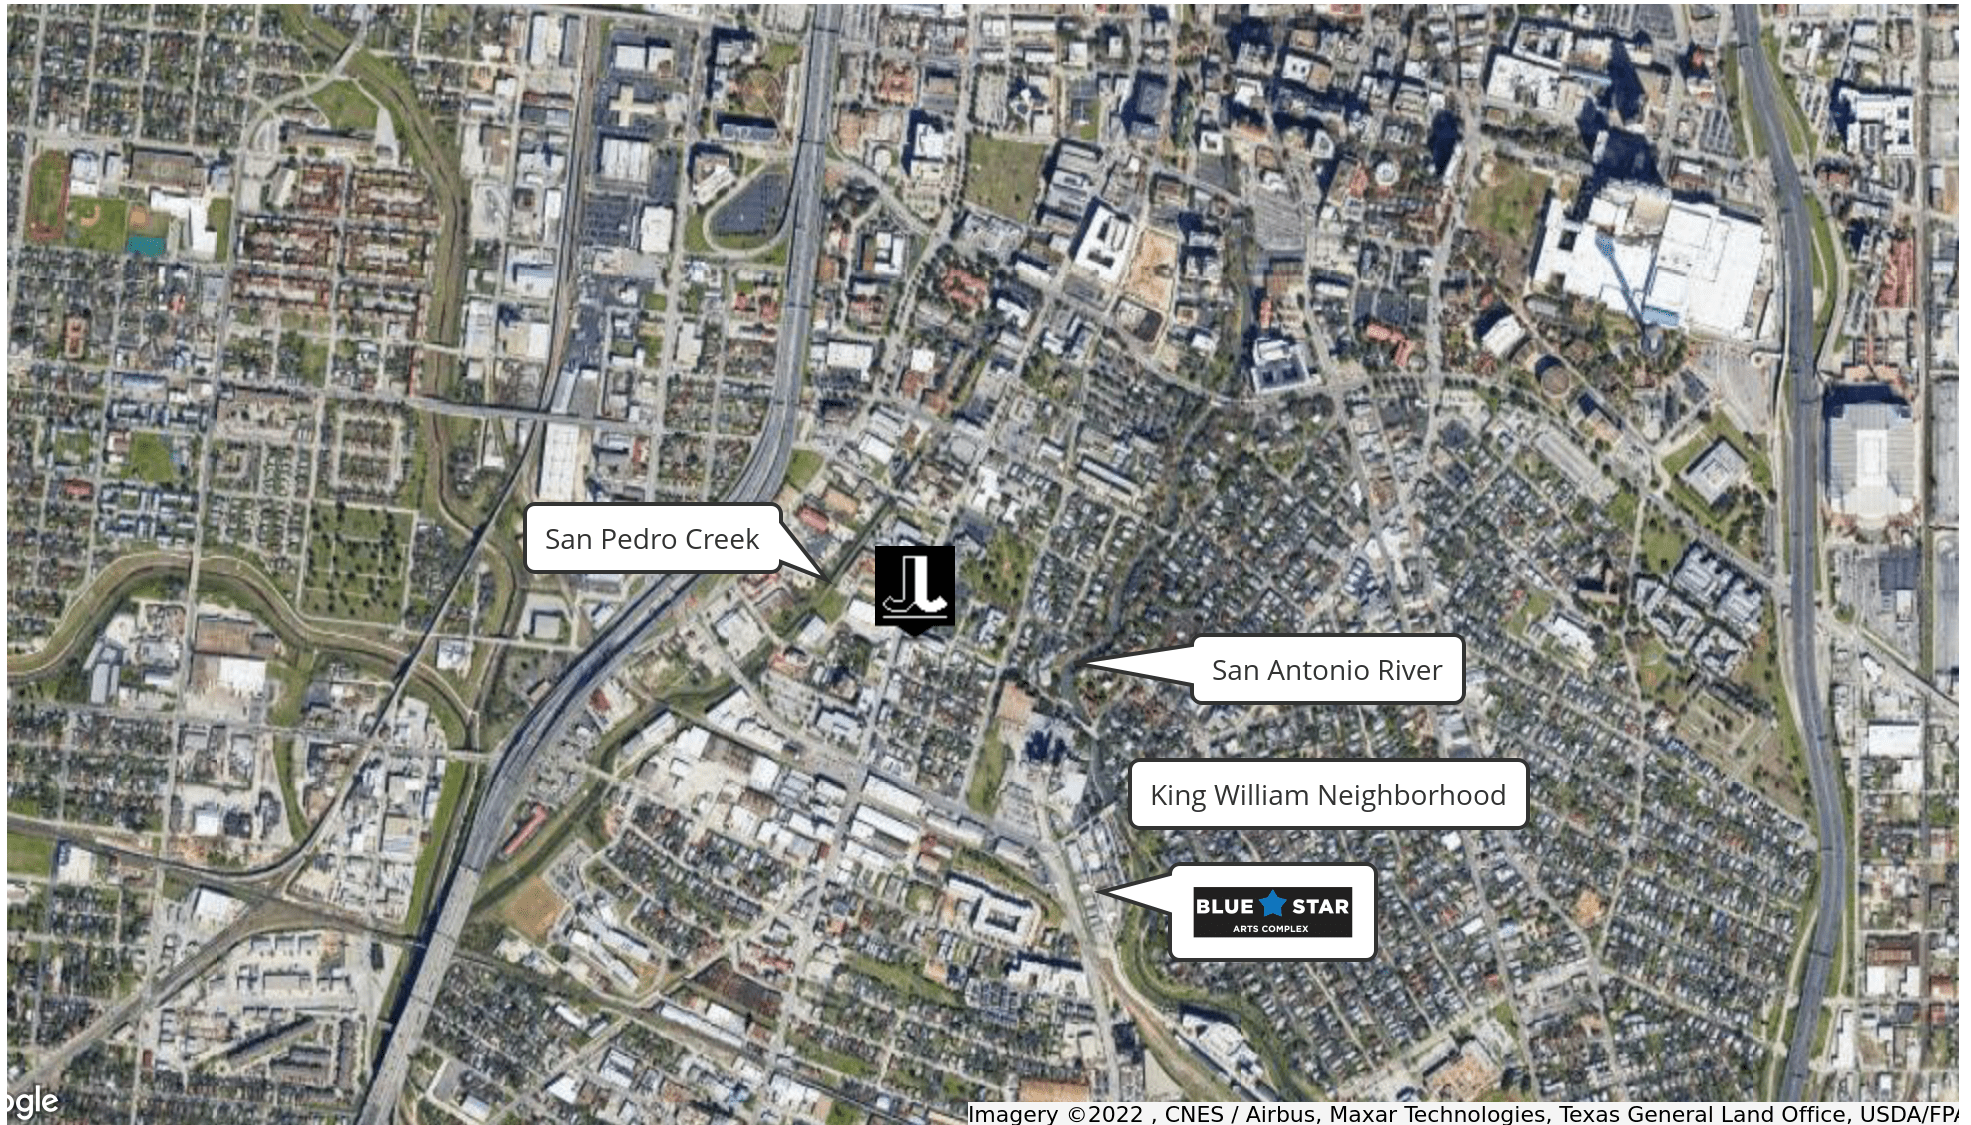 San Pedro Creek
San Antonio River
King William Neighborhood
BLUE STAR
ARTS COMPLEX
ogle
Imagery ©2022 , CNES / Airbus, Maxar Technologies, Texas General Land Office, USDA/FPA